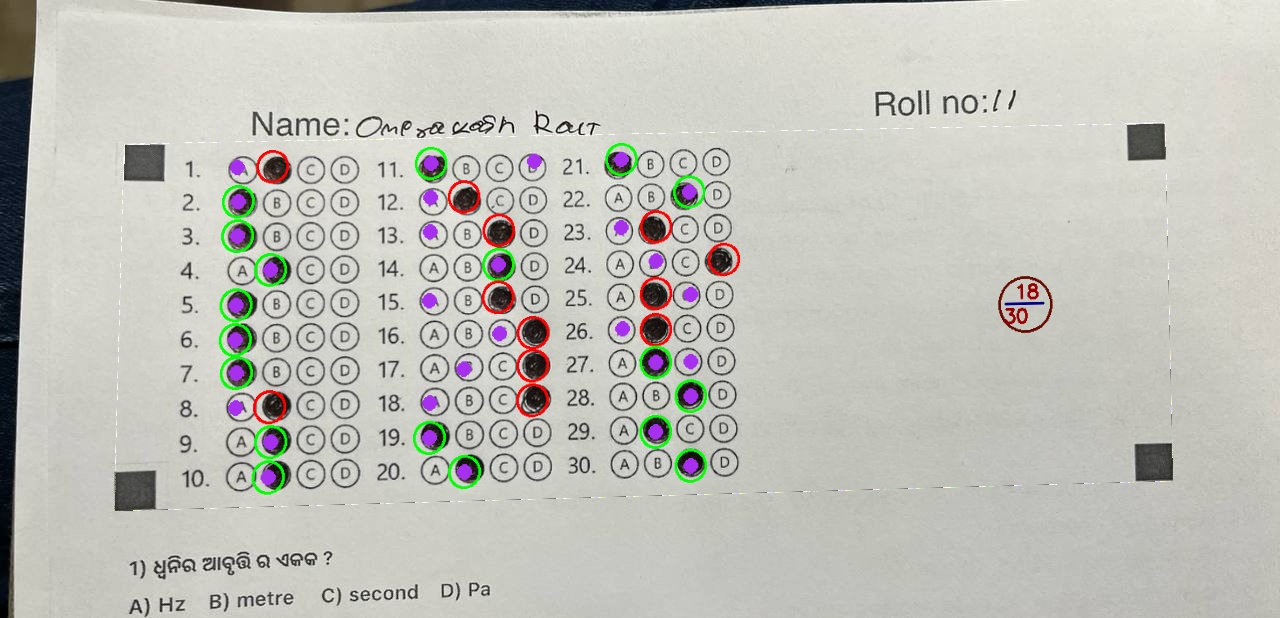 Roll no: 11
Name: Omprakash Rout
1. C D 11. B C 21. B C D
2. B C D 12. C D 22. A B D
3. B C D 13. B D 23. C D
4. A C D 14. A B D 24. A C
5. B C D 15. B D 25. A D
6. B C D 16. A B 26. C D
7. B C D 17. A C 27. A D
8. C D 18. B C 28. A B D
9. A C D 19. B C D 29. A C D
10. A C D 20. A C D 30. A B D
18
30
1) ଧ୍ୱନିର ଆବୃତ୍ତି ର ଏକକ ?
A) Hz B) metre C) second D) Pa